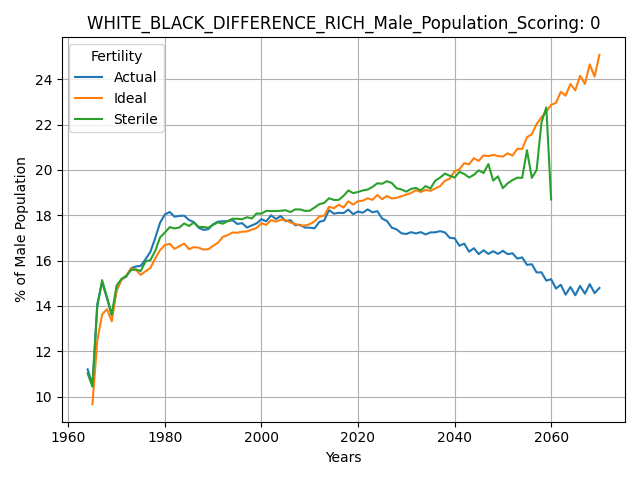 WHITE_BLACK_DIFFERENCE_RICH_Male_Population_Scoring: 0
Fertility
Actual
Ideal
Sterile
% of Male Population
24
22
20
18
16
14
12
10
1960
1980
2000
2020
2040
2060
Years